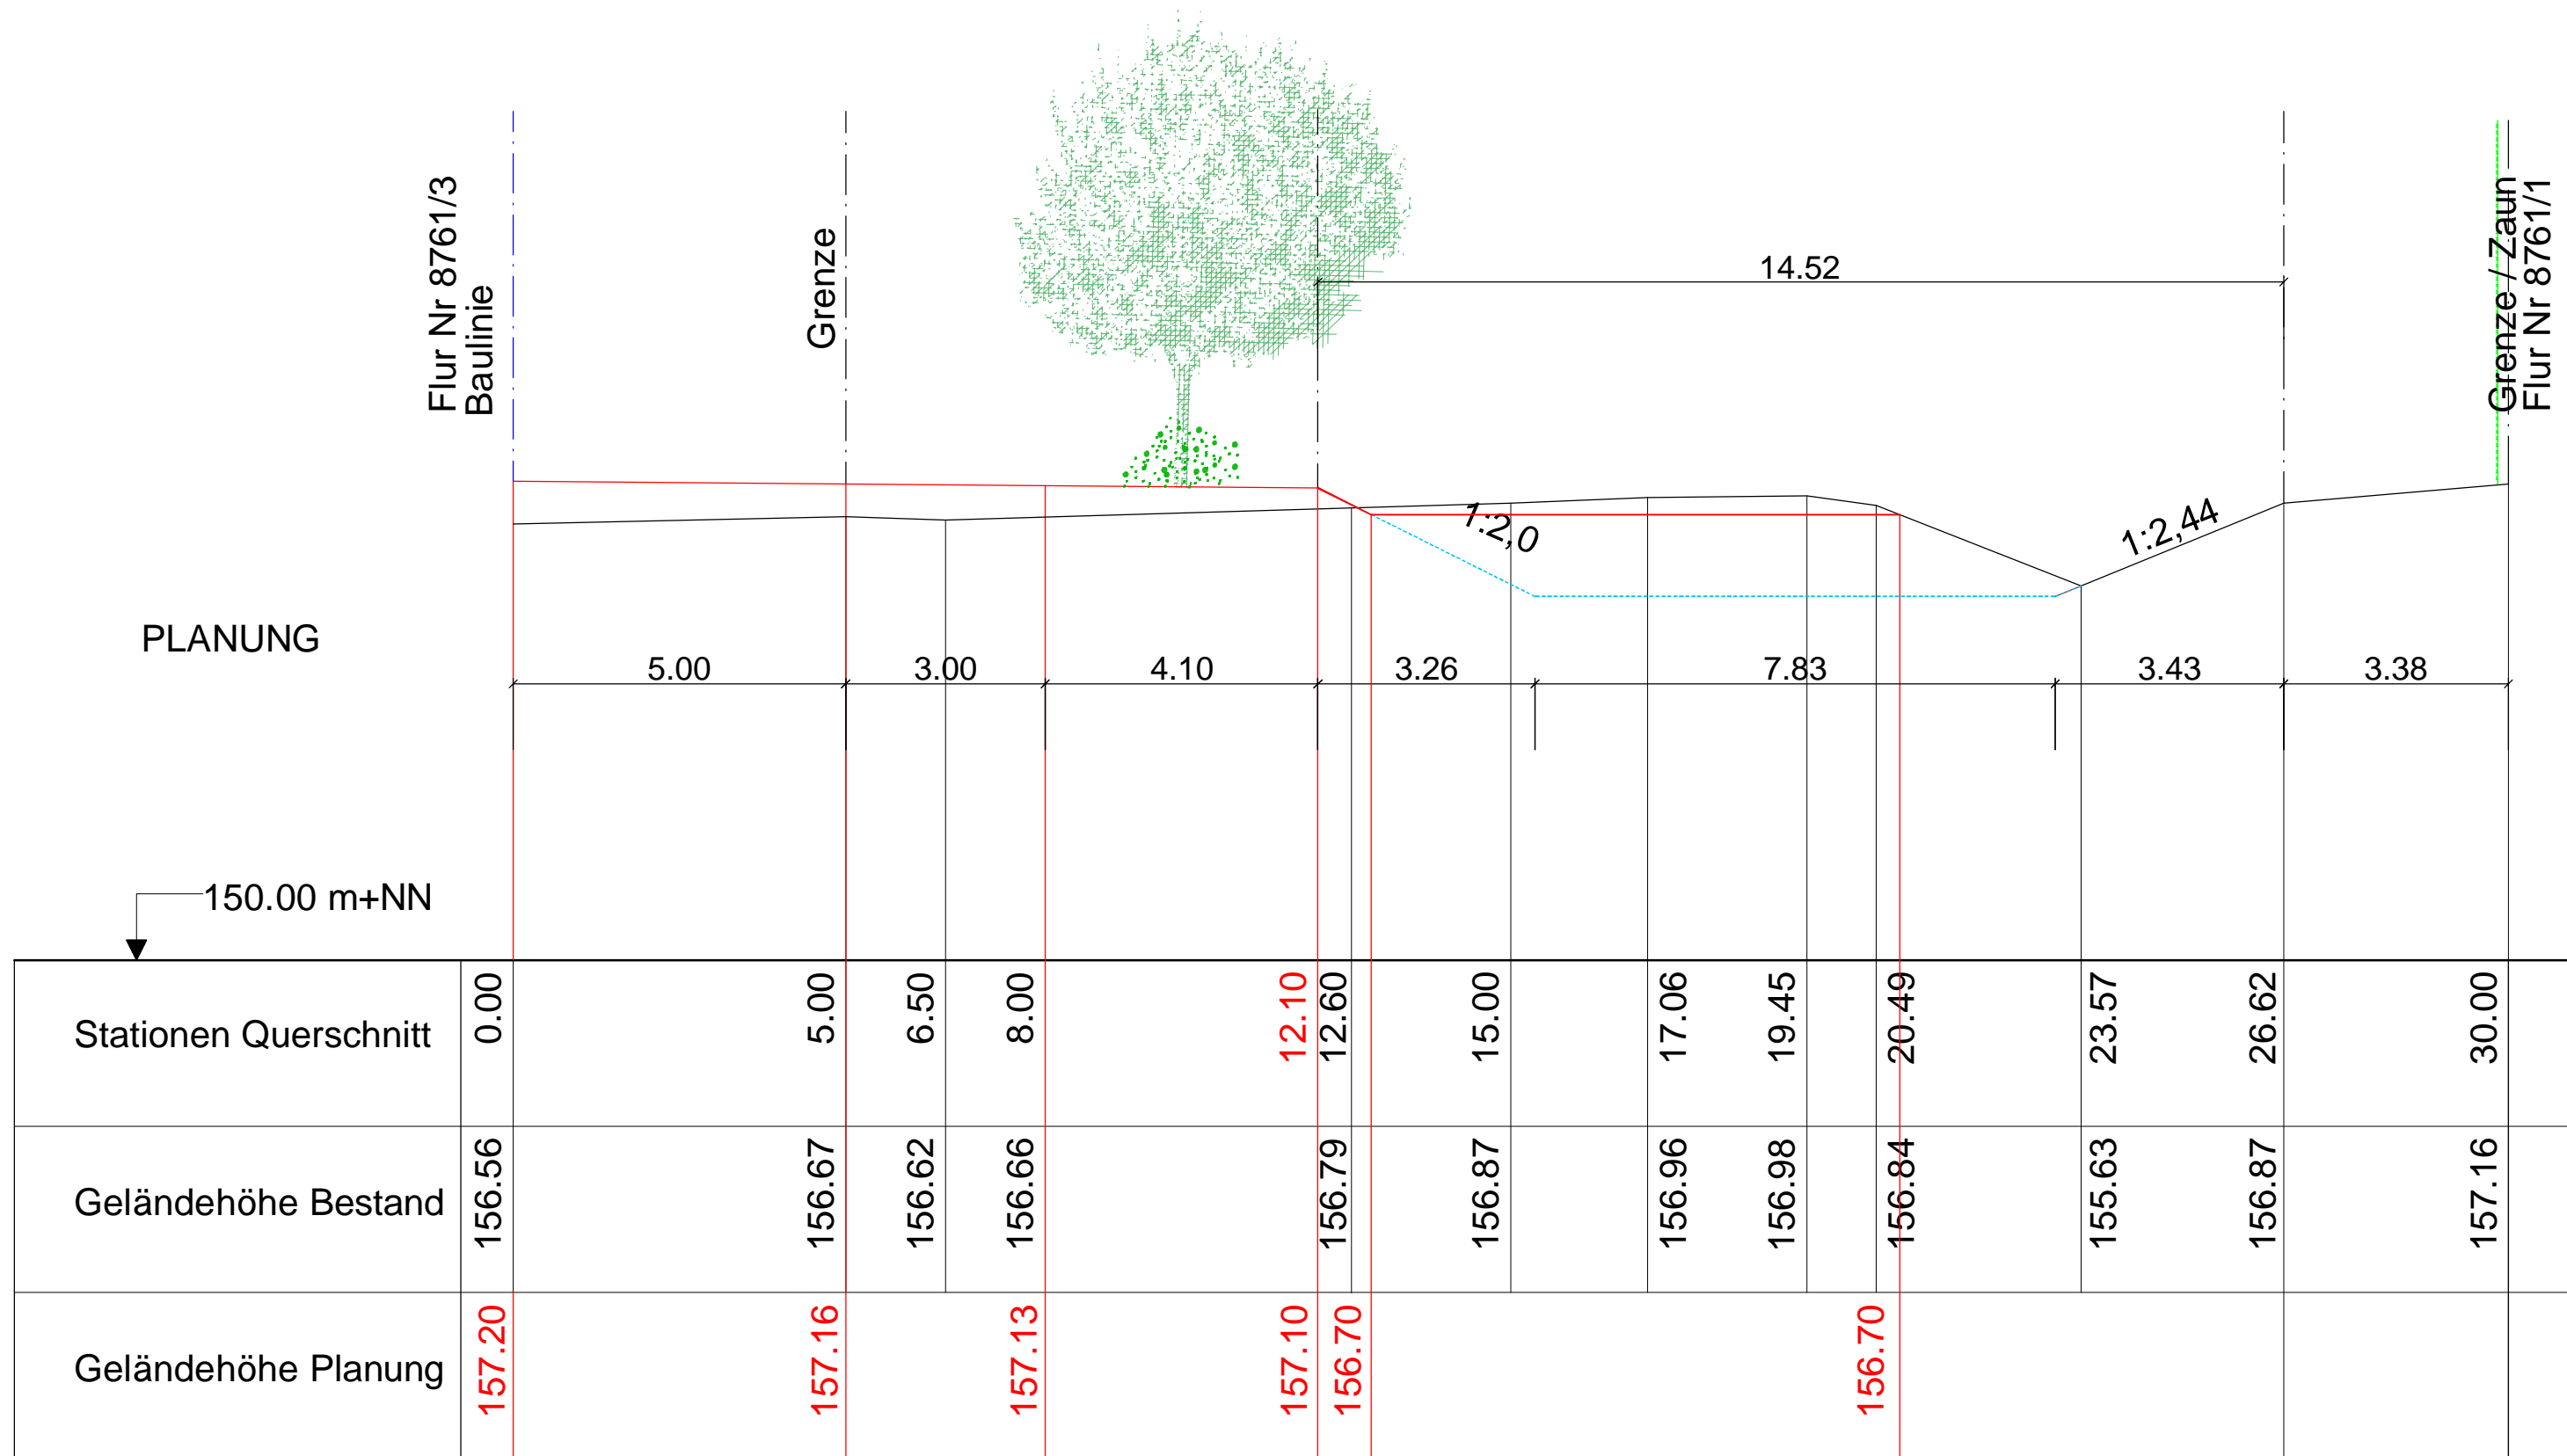 Flur Nr 8761/3
Baulinie
Grenze
14.52
Grenze / Zaun
Flur Nr 8761/1
1:2,0
1:2,44
PLANUNG
5.00 3.00 4.10 3.26 7.83 3.43 3.38
150.00 m+NN
Stationen Querschnitt 0.00 5.00 6.50 8.00 12.10 12.60 15.00 17.06 19.45 20.49 23.57 26.62 30.00
Geländehöhe Bestand 156.56 156.67 156.62 156.66 156.79 156.87 156.96 156.98 156.84 155.63 156.87 157.16
Geländehöhe Planung 157.20 157.16 157.13 157.10 156.70 156.70